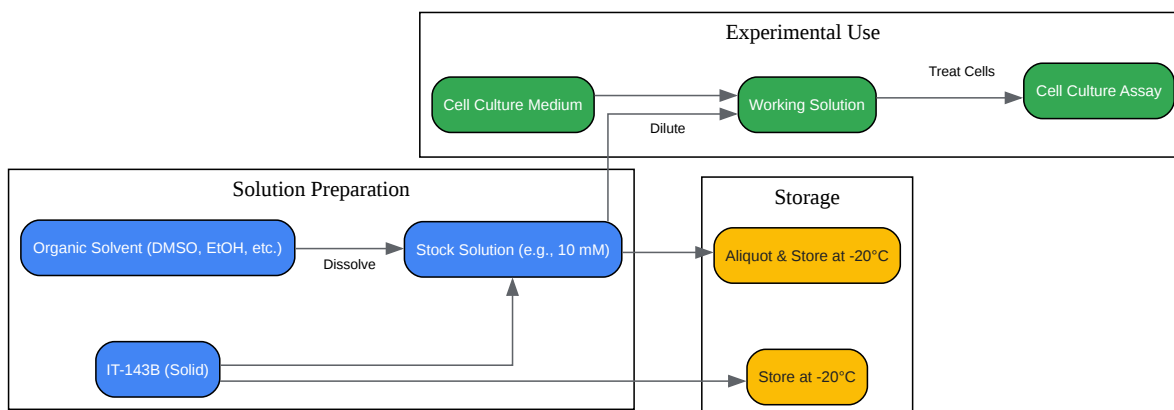 Experimental Use
Treat Cells
Cell Culture Medium
Working Solution
Cell Culture Assay
Dilute
Solution Preparation
Storage
Organic Solvent (DMSO, EtOH, etc.)
Dissolve
Stock Solution (e.g., 10 mM)
Aliquot & Store at -20°C
IT-143B (Solid)
Store at -20°C